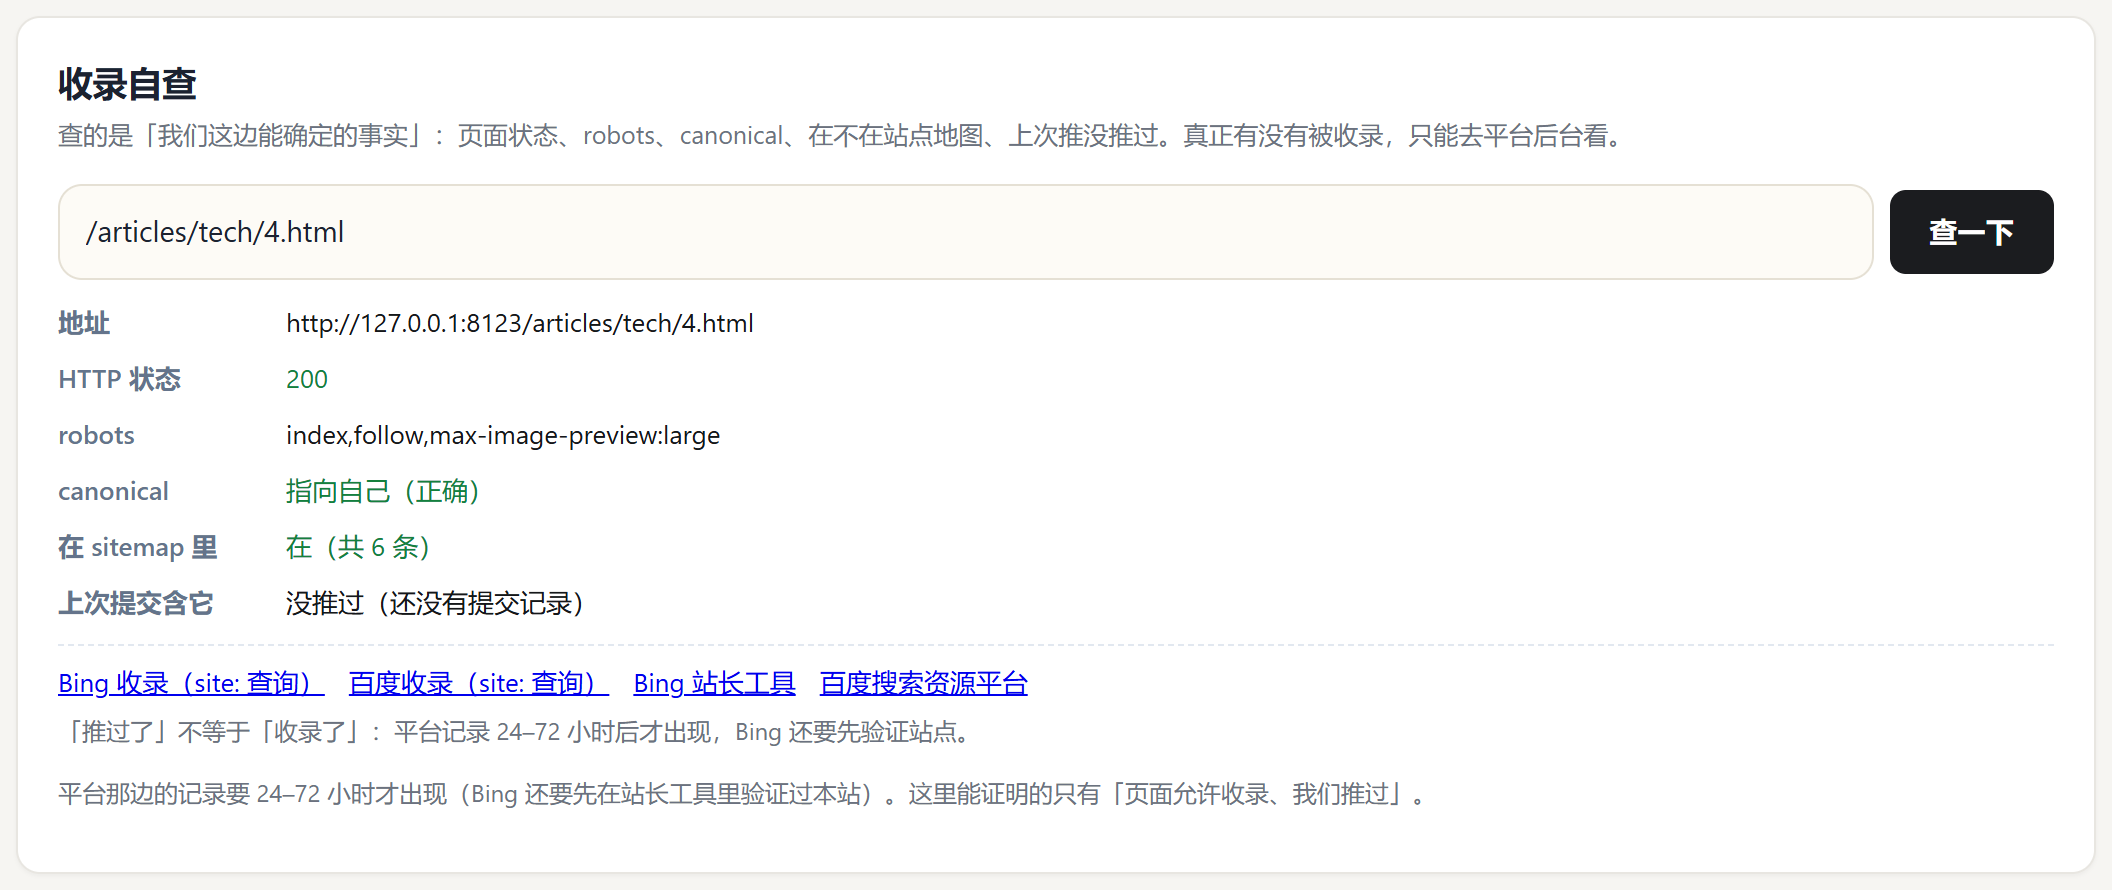 收录自查
查的是「我们这边能确定的事实」：页面状态、robots、canonical、在不在站点地图、上次推没推过。真正有没有被收录，只能去平台后台看。
/articles/tech/4.html
查一下
地址 http://127.0.0.1:8123/articles/tech/4.html
HTTP 状态 200
robots index,follow,max-image-preview:large
canonical 指向自己（正确）
在 sitemap 里 在（共 6 条）
上次提交含它 没推过（还没有提交记录）
Bing 收录（site: 查询） 百度收录（site: 查询） Bing 站长工具 百度搜索资源平台
「推过了」不等于「收录了」：平台记录 24–72 小时后才出现，Bing 还要先验证站点。
平台那边的记录要 24–72 小时才出现（Bing 还要先在站长工具里验证过本站）。这里能证明的只有「页面允许收录、我们推过」。